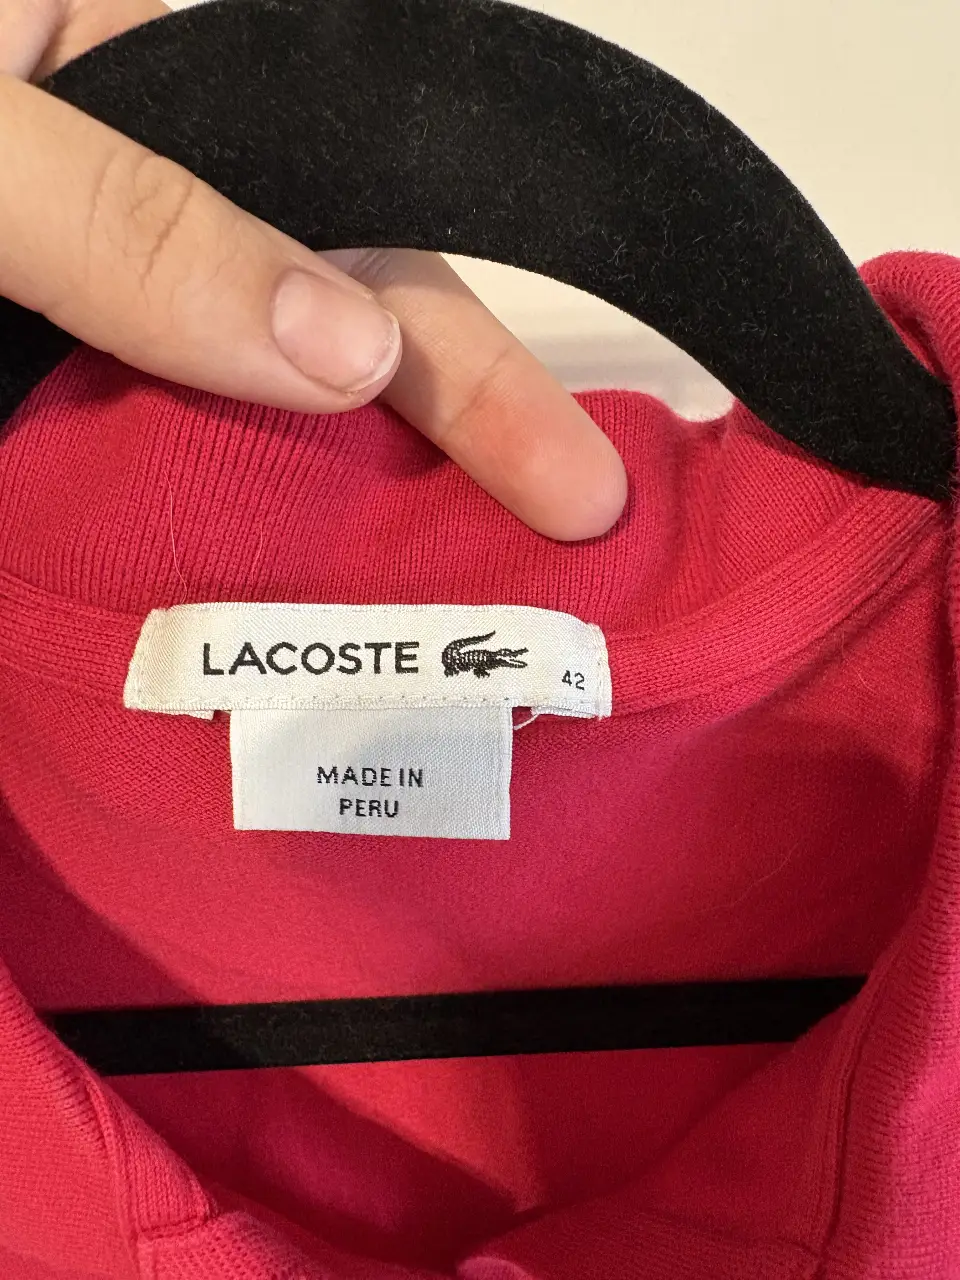 LACOSTE
42
MADE IN
PERU